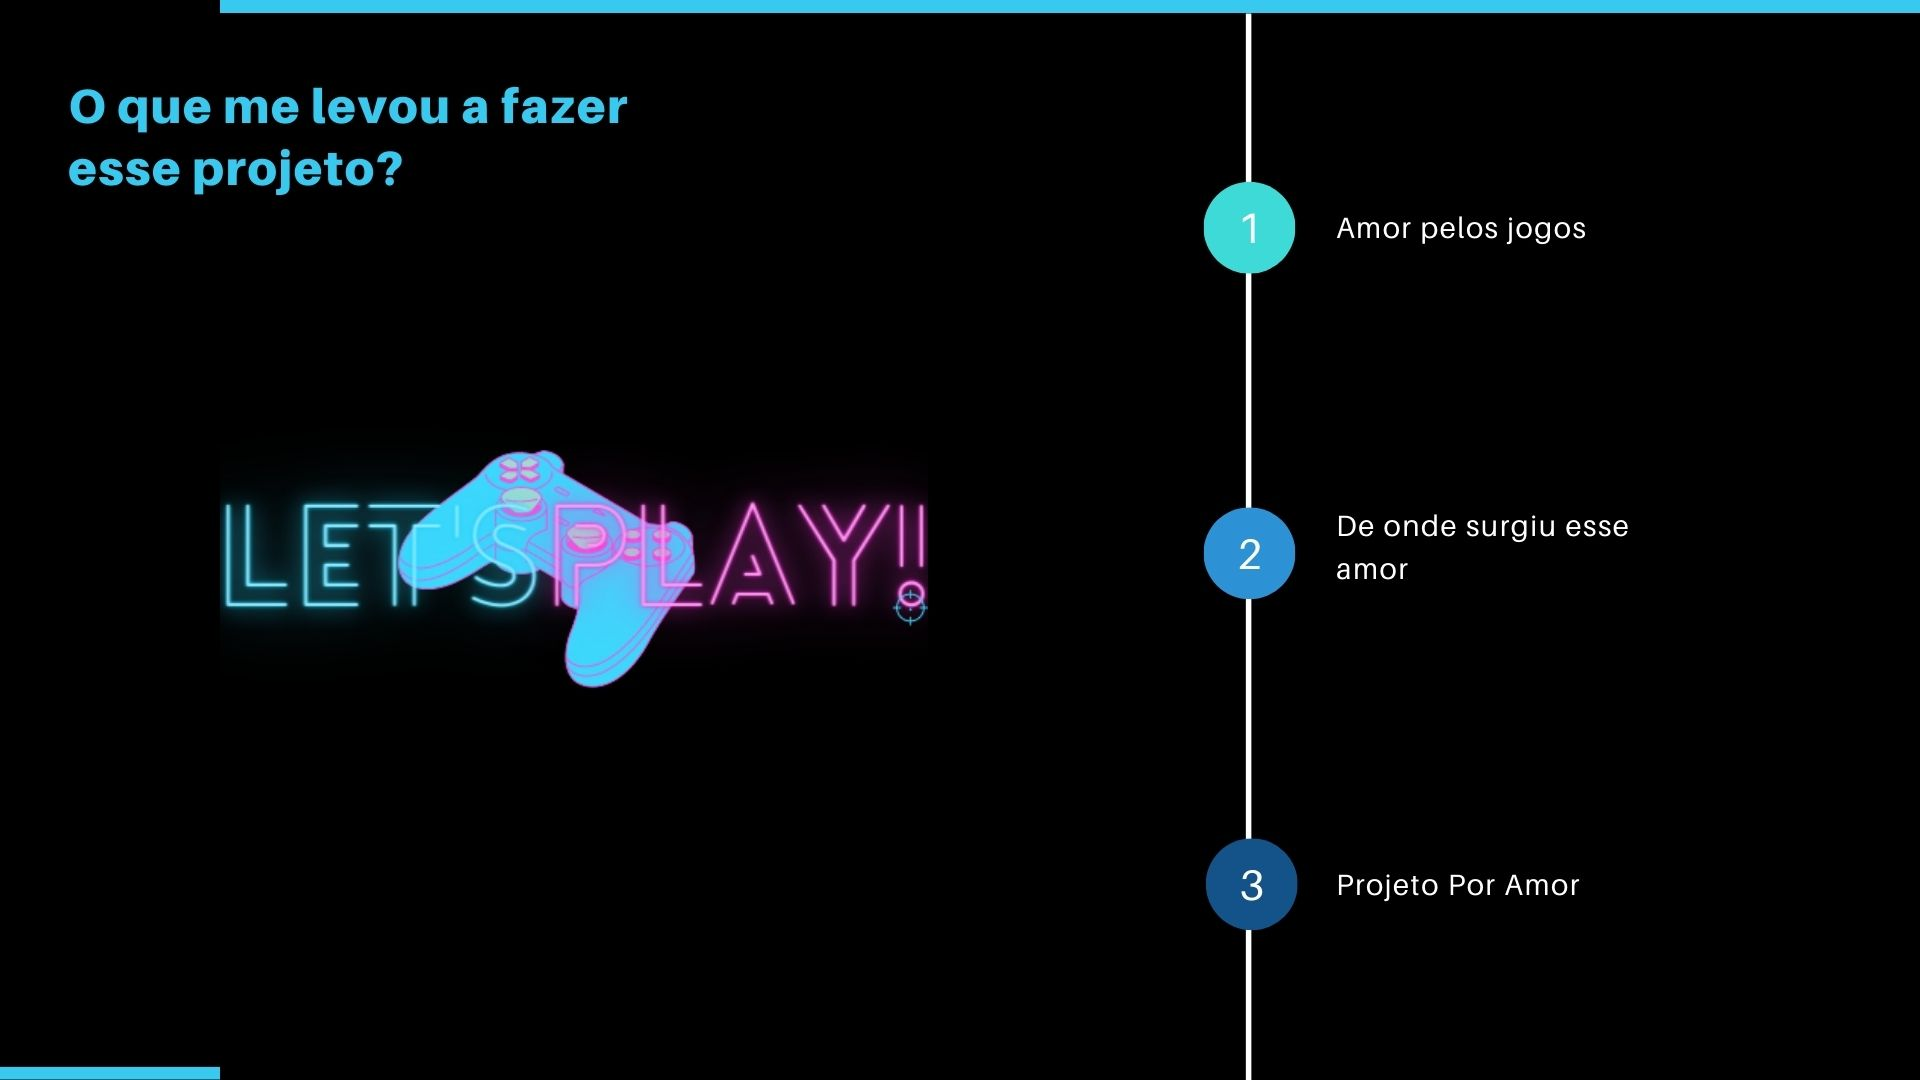 O que me levou a fazer
esse projeto?
LET'S PLAY!
1
Amor pelos jogos
2
De onde surgiu esse
amor
3
Projeto Por Amor